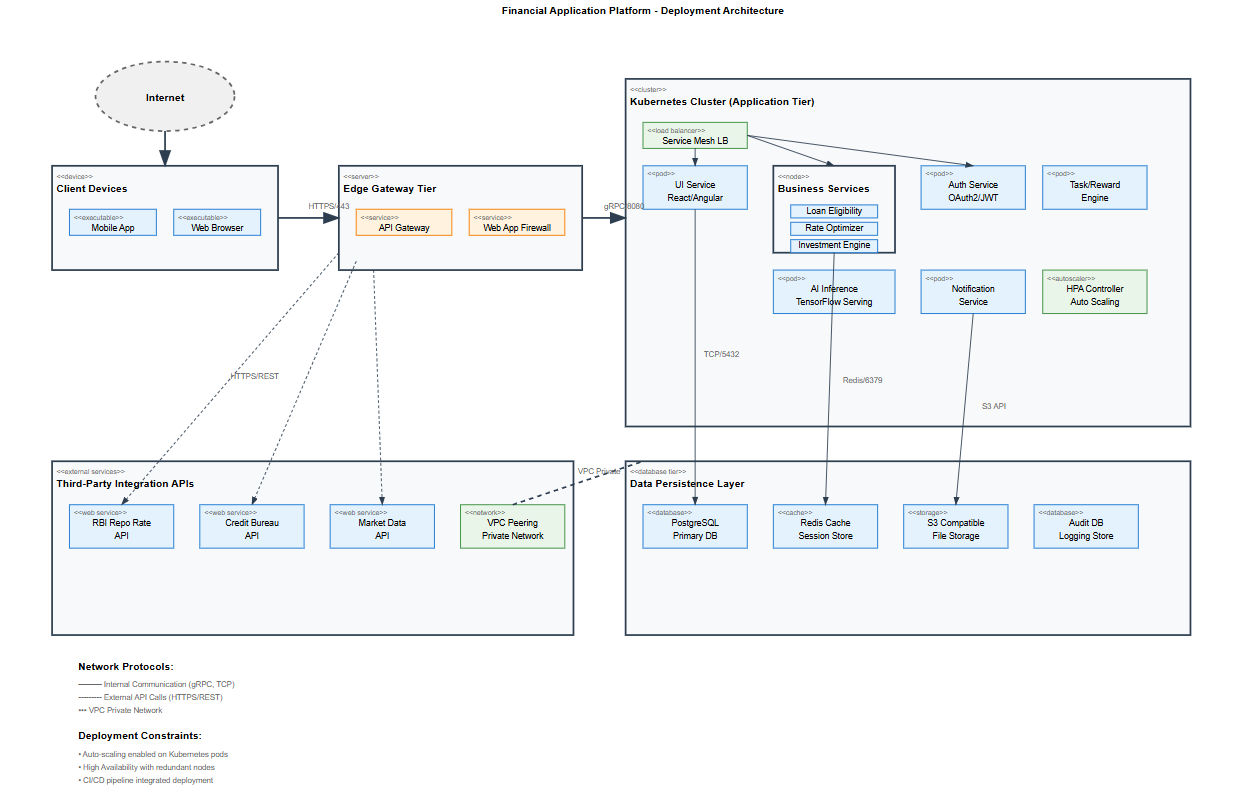 Financial Application Platform - Deployment Architecture
Internet
<<device>>
Client Devices
<<executable>>
Mobile App
<<executable>>
Web Browser
HTTPS/443
<<server>>
Edge Gateway Tier
<<service>>
API Gateway
<<service>>
Web App Firewall
gRPC/8080
<<cluster>>
Kubernetes Cluster (Application Tier)
<<load balancer>>
Service Mesh LB
<<pod>>
UI Service
React/Angular
<<node>>
Business Services
Loan Eligibility
Rate Optimizer
Investment Engine
<<pod>>
Auth Service
OAuth2/JWT
<<pod>>
Task/Reward
Engine
<<pod>>
AI Inference
TensorFlow Serving
<<pod>>
Notification
Service
<<autoscaler>>
HPA Controller
Auto Scaling
TCP/5432
Redis/6379
S3 API
HTTPS/REST
<<external services>>
Third-Party Integration APIs
<<web service>>
RBI Repo Rate
API
<<web service>>
Credit Bureau
API
<<web service>>
Market Data
API
<<network>>
VPC Peering
Private Network
VPC Private
<<database tier>>
Data Persistence Layer
<<database>>
PostgreSQL
Primary DB
<<cache>>
Redis Cache
Session Store
<<storage>>
S3 Compatible
File Storage
<<database>>
Audit DB
Logging Store
Network Protocols:
Internal Communication (gRPC, TCP)
External API Calls (HTTPS/REST)
VPC Private Network
Deployment Constraints:
• Auto-scaling enabled on Kubernetes pods
• High Availability with redundant nodes
• CI/CD pipeline integrated deployment